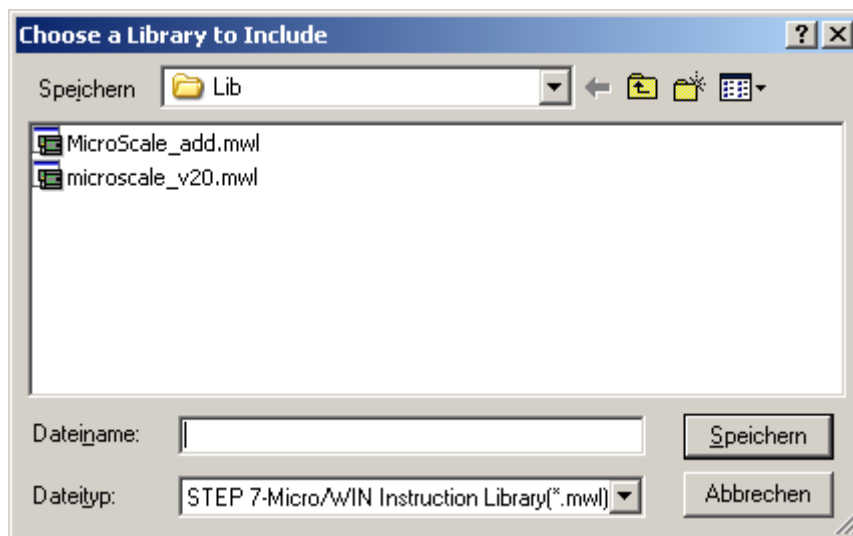 Choose a Library to Include
Speichern Lib
MicroScale_add.mwl
microscale_v20.mwl
Dateiname: Speichern
Dateityp: STEP 7-Micro/WIN Instruction Library(*.mwl) Abbrechen